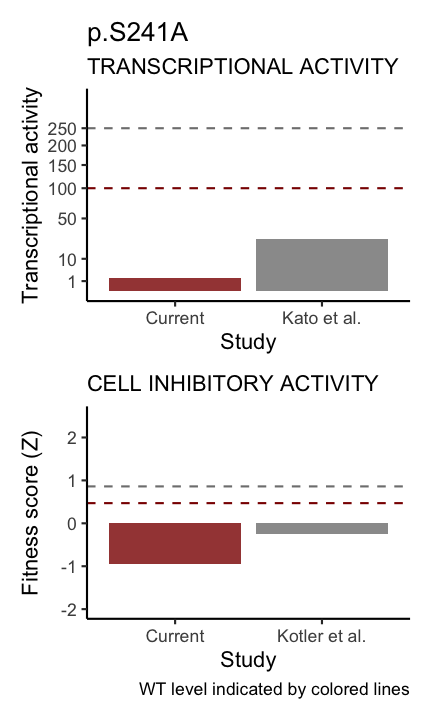 p.S241A
TRANSCRIPTIONAL ACTIVITY
Transcriptional activity
250
200
150
100
50
10
1
Current
Kato et al.
Study
CELL INHIBITORY ACTIVITY
Fitness score (Z)
2
1
0
-1
-2
Current
Kotler et al.
Study
WT level indicated by colored lines